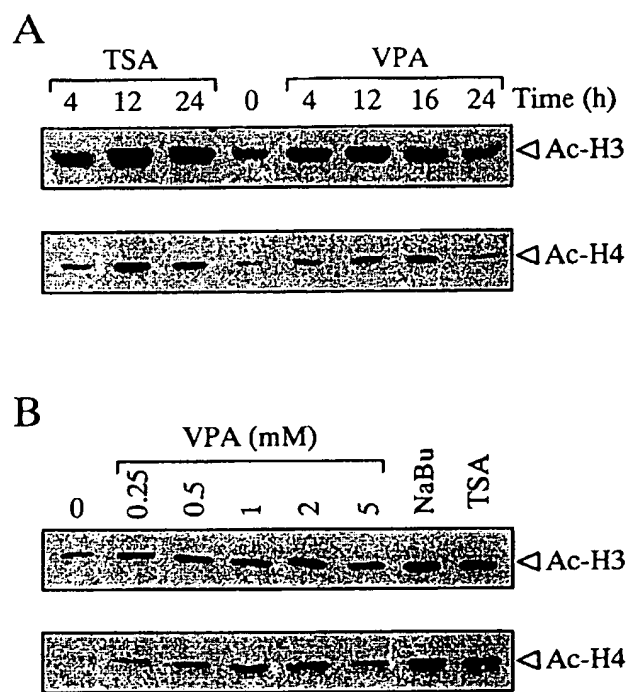 A
TSA VPA
4 12 24 0 4 12 16 24 Time (h)
Ac-H3
Ac-H4
B
VPA (mM)
0 0.25 0.5 1 2 5 NaBu TSA
Ac-H3
Ac-H4